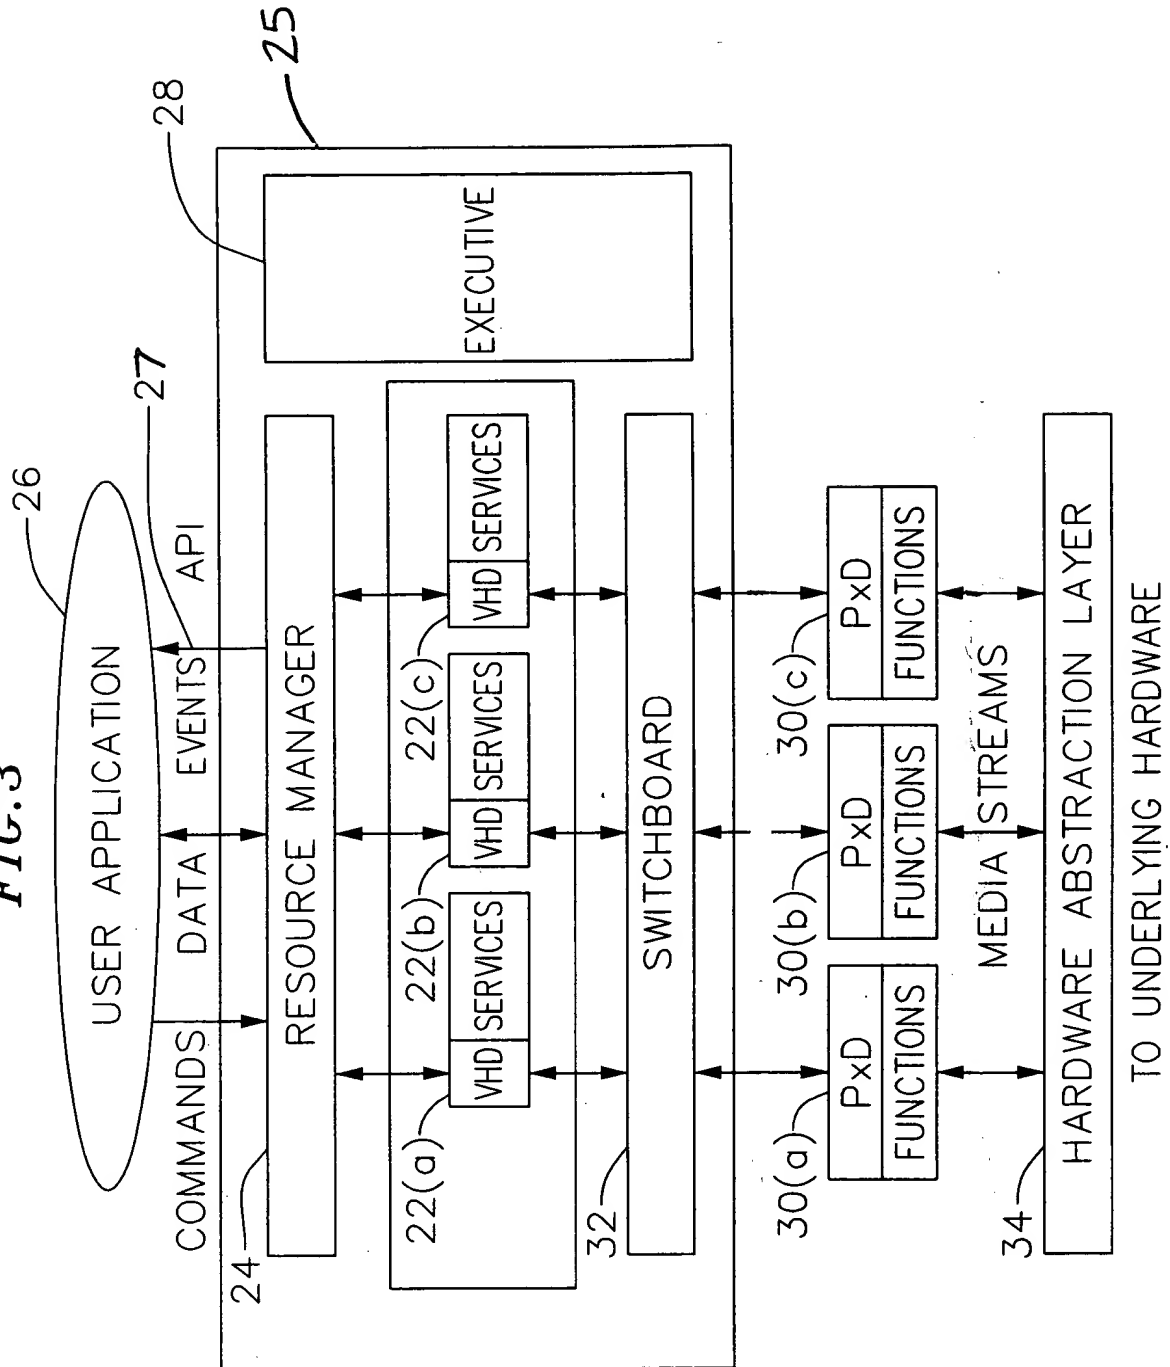 FIG.3
26
USER APPLICATION
27
COMMANDS
DATA
EVENTS
API
28
25
24
RESOURCE MANAGER
EXECUTIVE
22(a)
22(b)
22(c)
VHD SERVICES
VHD SERVICES
VHD SERVICES
32
SWITCHBOARD
30(a)
30(b)
30(c)
PxD
FUNCTIONS
PxD
FUNCTIONS
PxD
FUNCTIONS
MEDIA STREAMS
34
HARDWARE ABSTRACTION LAYER
TO UNDERLYING HARDWARE